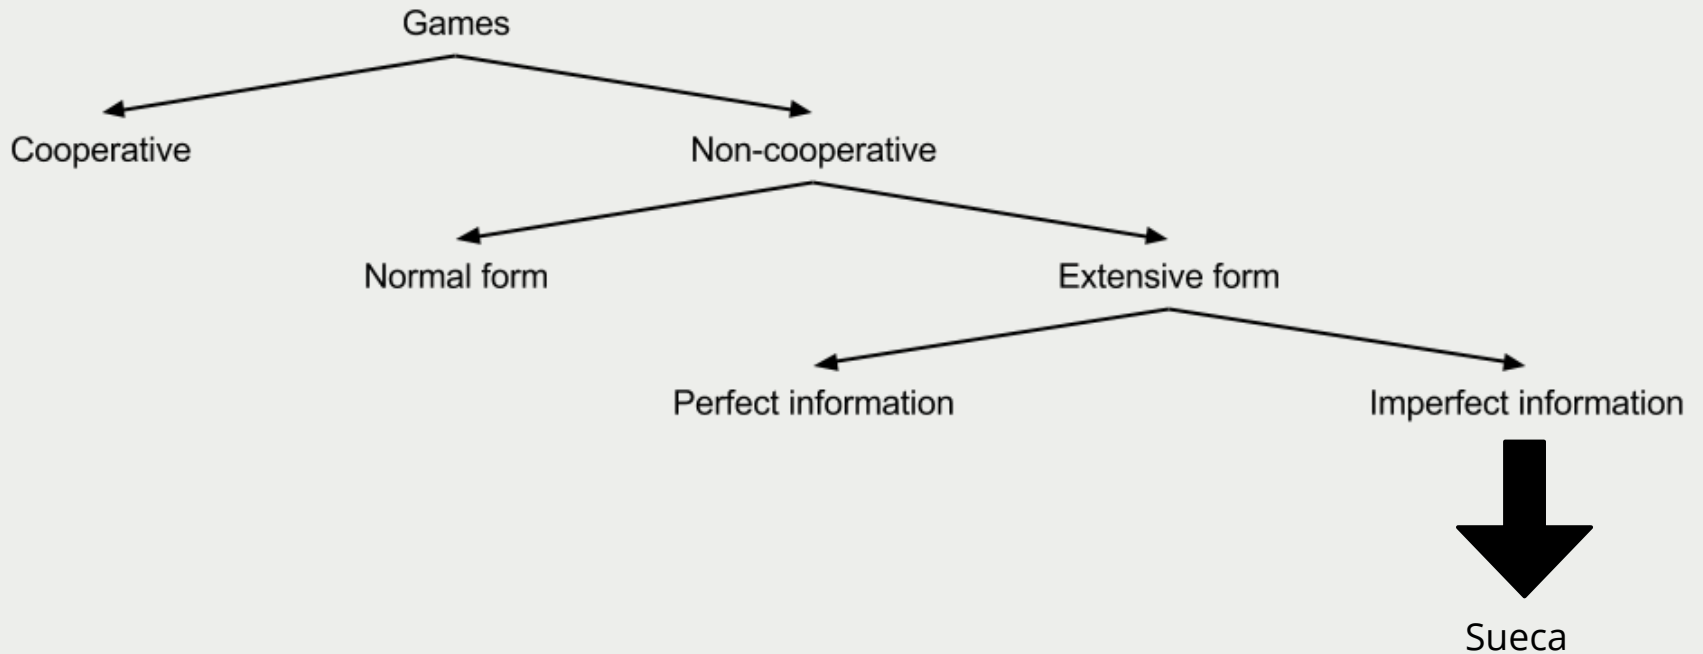 Games
Cooperative
Non-cooperative
Normal form
Extensive form
Perfect information
Imperfect information
Sueca